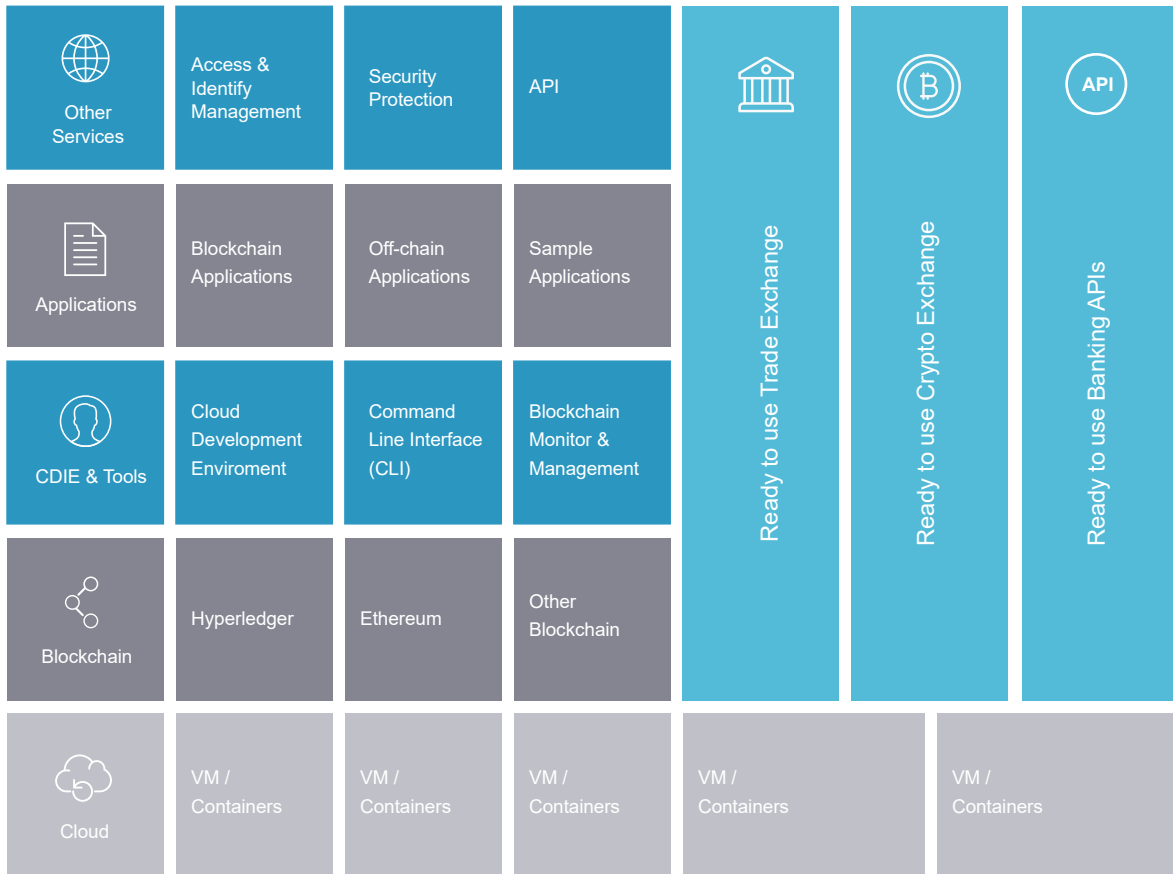 Other
Services
Access &
Identify
Management
Security
Protection
API
API
Applications
Blockchain
Applications
Off-chain
Applications
Sample
Applications
Ready to use Trade Exchange
Ready to use Crypto Exchange
Ready to use Banking APIs
CDIE & Tools
Cloud
Development
Enviroment
Command
Line Interface
(CLI)
Blockchain
Monitor &
Management
Blockchain
Hyperledger
Ethereum
Other
Blockchain
Cloud
VM /
Containers
VM /
Containers
VM /
Containers
VM /
Containers
VM /
Containers